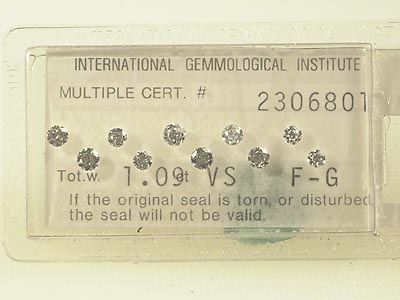 INTERNATIONAL GEMMOLOGICAL INSTITUTE
MULTIPLE CERT. #
2306801
Tot.w. 1.09 ct VS F-G
If the original seal is torn, or disturbed
the seal will not be valid.